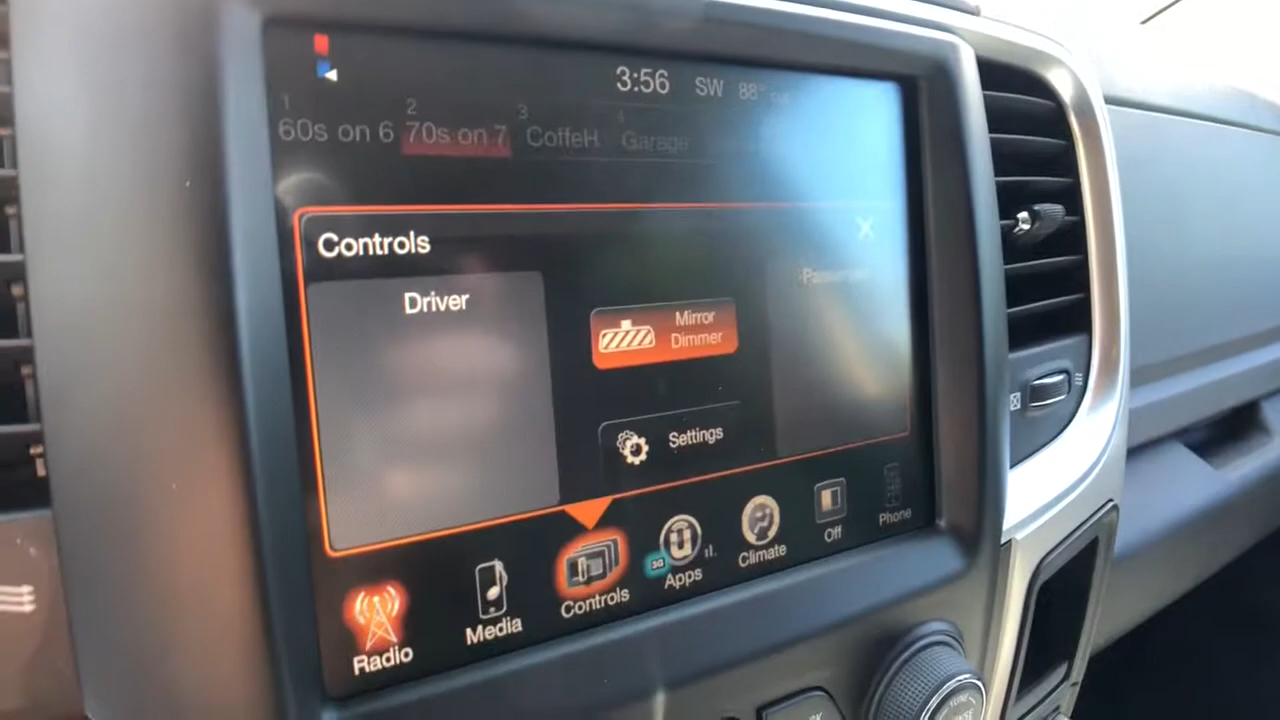 3:56 SW 88°
1 2 3 4
60s on 6 70s on 7 CoffeH Garage
Controls X
Driver
Mirror
Dimmer
Settings
Radio Media Controls 3G Apps Climate Off Phone